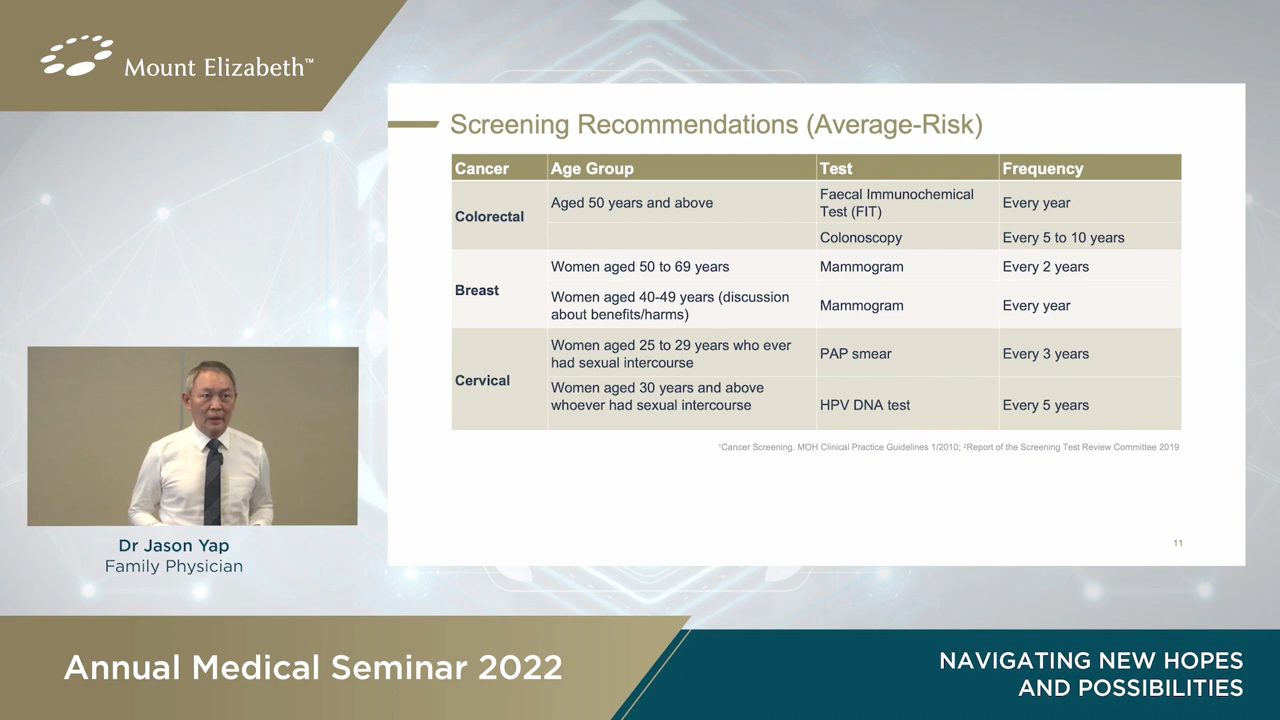 Mount Elizabeth™
Screening Recommendations (Average-Risk)
Cancer Age Group Test Frequency
Colorectal
Aged 50 years and above
Faecal Immunochemical
Test (FIT)
Every year
Colonoscopy
Every 5 to 10 years
Breast
Women aged 50 to 69 years
Mammogram
Every 2 years
Women aged 40-49 years (discussion
about benefits/harms)
Mammogram
Every year
Cervical
Women aged 25 to 29 years who ever
had sexual intercourse
PAP smear
Every 3 years
Women aged 30 years and above
whoever had sexual intercourse
HPV DNA test
Every 5 years
¹Cancer Screening. MOH Clinical Practice Guidelines 1/2010; ²Report of the Screening Test Review Committee 2019
11
Dr Jason Yap
Family Physician
Annual Medical Seminar 2022
NAVIGATING NEW HOPES
AND POSSIBILITIES